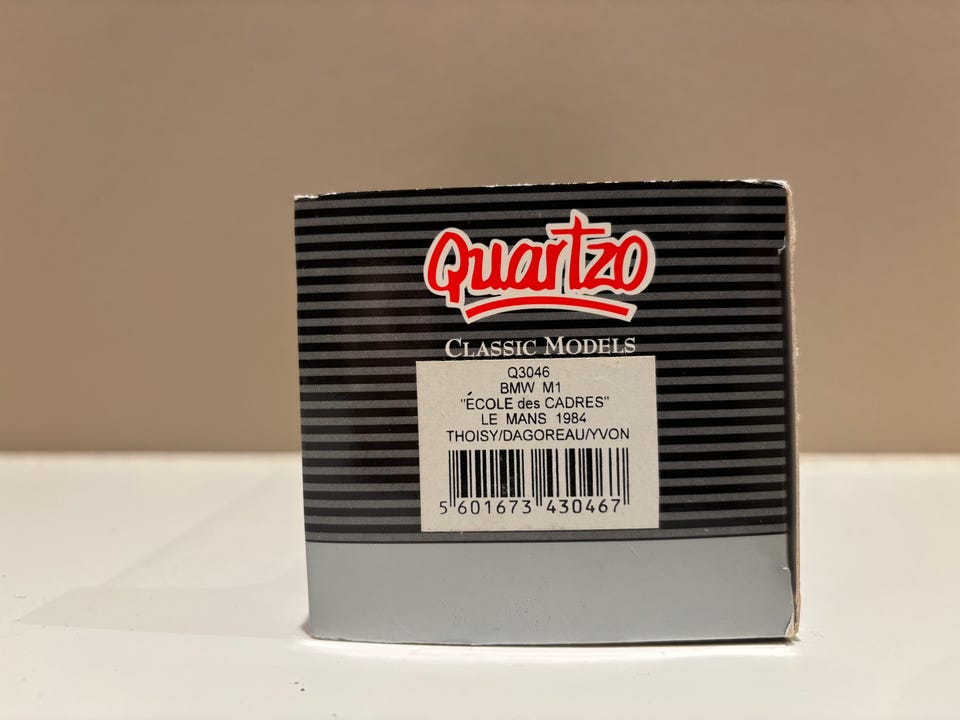 Quartzo
CLASSIC MODELS
Q3046
BMW M1
"ÉCOLE des CADRES"
LE MANS 1984
THOISY/DAGOREAU/YVON
5 601673 430467